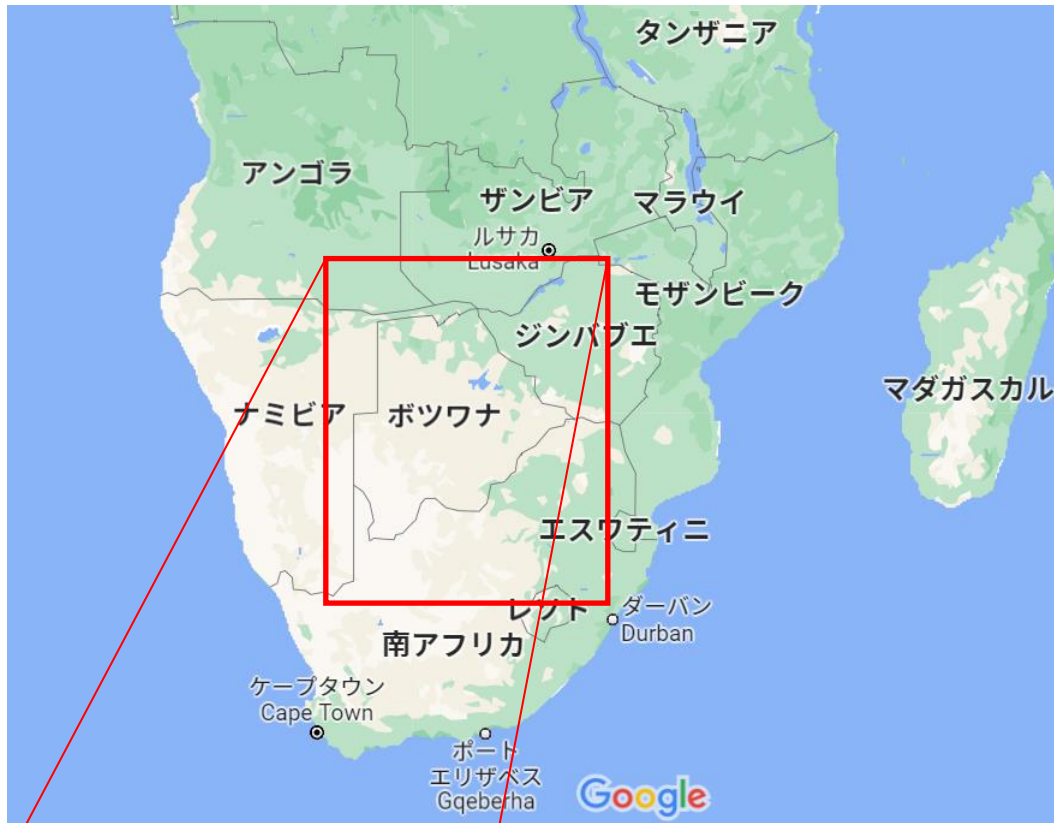 タンザニア
アンゴラ
ザンビア
マラウイ
ルサカ
Lusaka
モザンビーク
ジンバブエ
マダガスカル
ナミビア
ボツワナ
エスワティニ
レソト
ダーバン
Durban
南アフリカ
ケープタウン
Cape Town
ポート
エリザベス
Gqeberha
Google